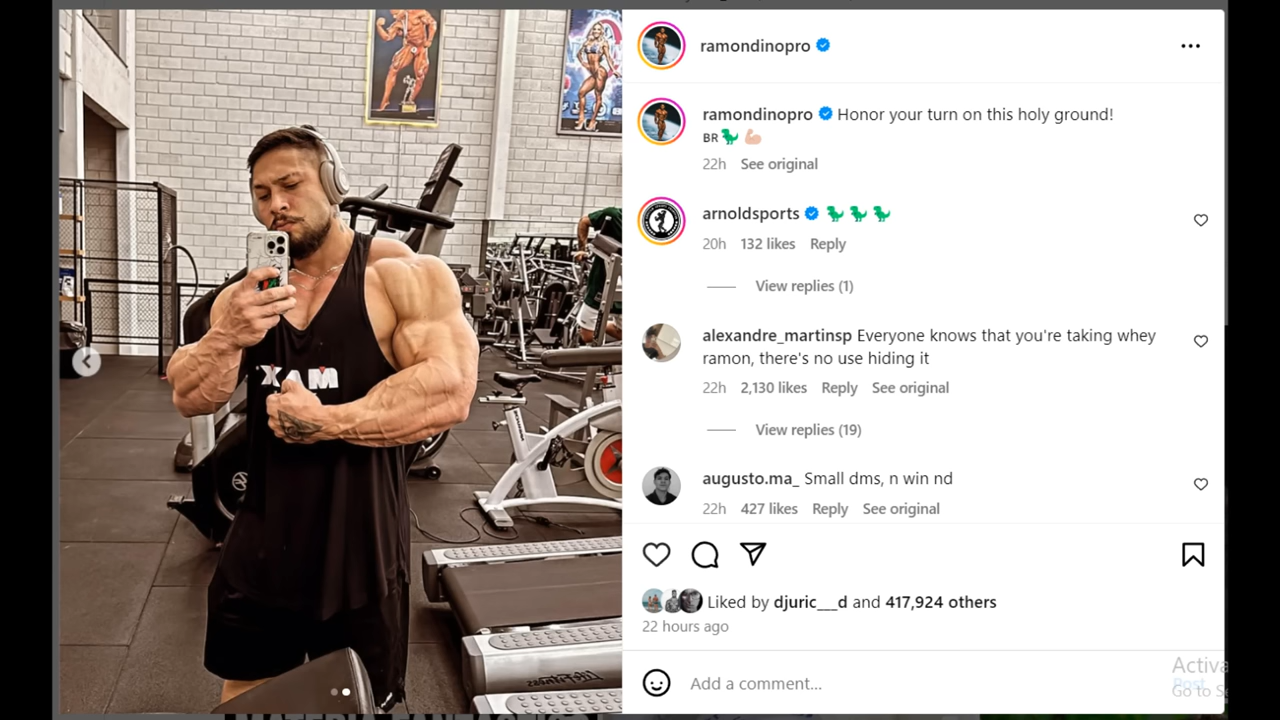 ramondinopro
ramondinopro Honor your turn on this holy ground!
BR🦖💪🏼
22h See original
arnoldsports 🦖🦖🦖
20h 132 likes Reply
View replies (1)
alexandre_martinsp Everyone knows that you're taking whey
ramon, there's no use hiding it
22h 2,130 likes Reply See original
View replies (19)
augusto.ma_ Small dms, n win nd
22h 427 likes Reply See original
Liked by djuric___d and 417,924 others
22 hours ago
Add a comment...
Post
XAM